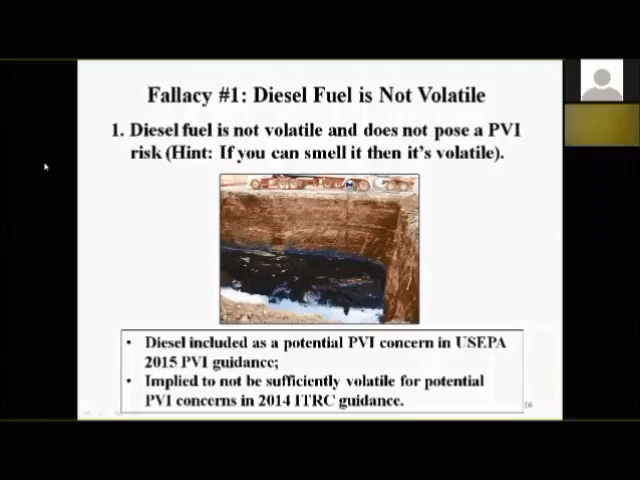 Fallacy #1: Diesel Fuel is Not Volatile
1. Diesel fuel is not volatile and does not pose a PVI
risk (Hint: If you can smell it then it's volatile).
• Diesel included as a potential PVI concern in USEPA
2015 PVI guidance;
• Implied to not be sufficiently volatile for potential
PVI concerns in 2014 ITRC guidance.
16